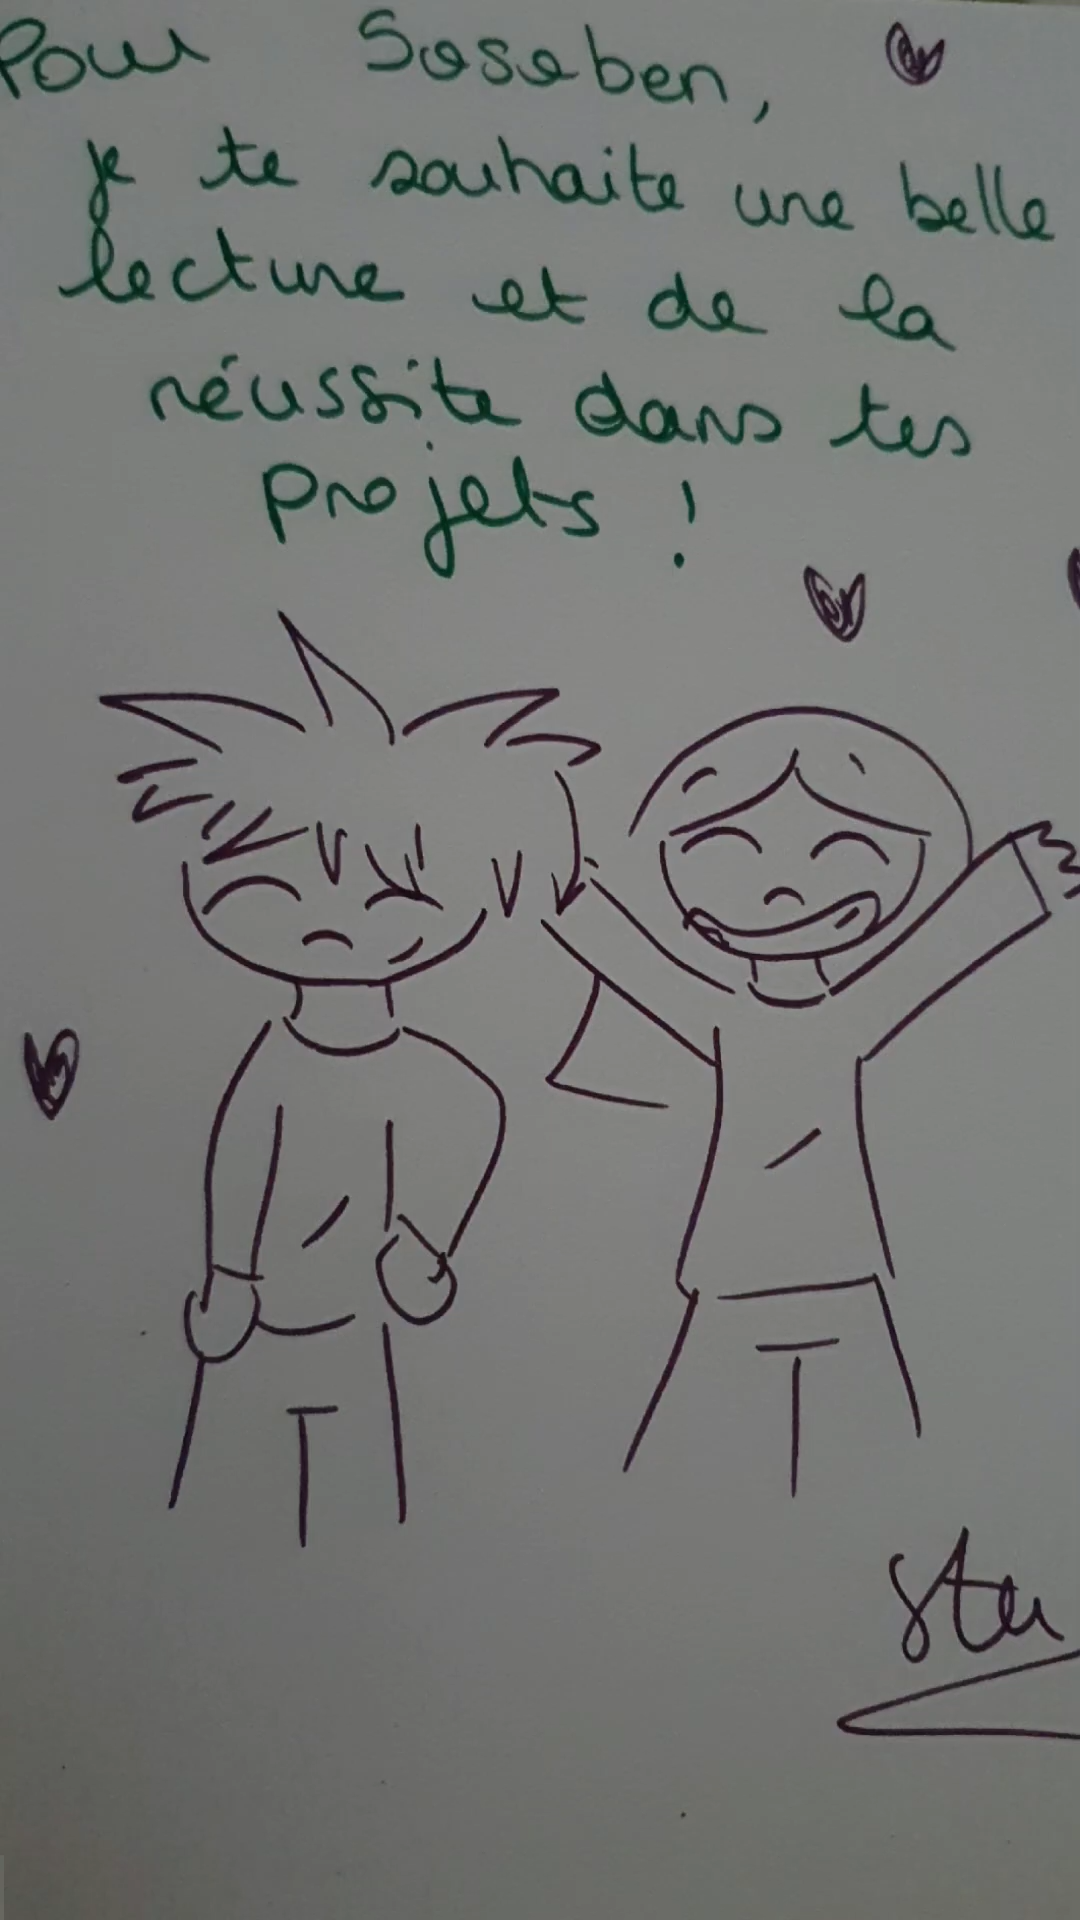 Pour Soseben,
je te souhaite une belle
lecture et de la
réussite dans tes
projets !